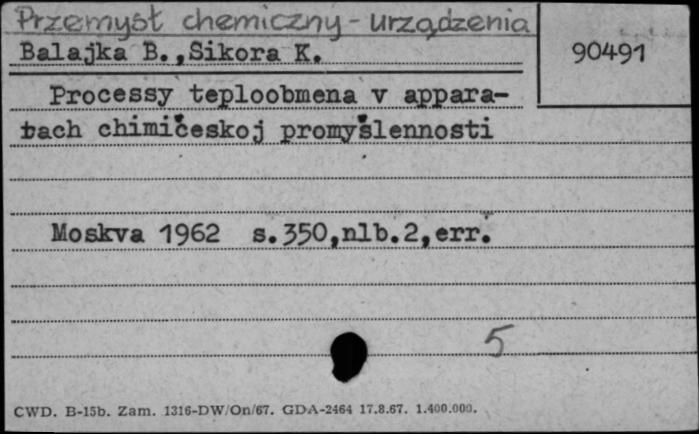 Przemysł chemiczny - urządzenia
90491
Balajka B.,Sikora K.
Processy teploobmena v appara-
tach chimičeskoj promyšlennosti
Moskva 1962 s.350,nlb.2,err.
5
CWD. B-15b. Zam. 1316-DW/On/67. GDA-2464 17.8.67. 1.400.000.